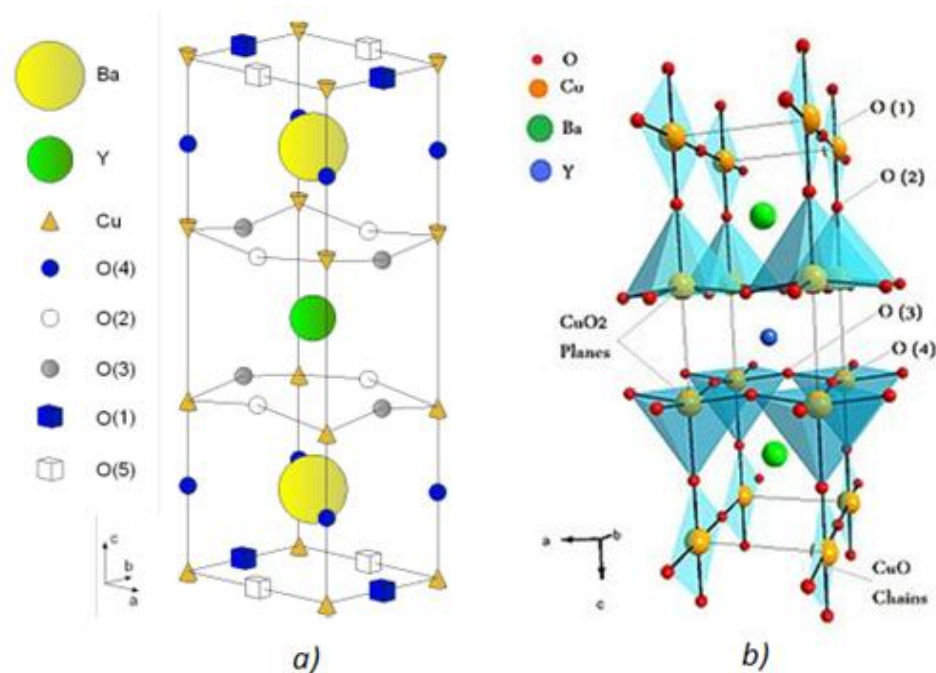 Ba
Y
Cu
O(4)
O(2)
O(3)
O(1)
O(5)
c
b
a
a)
O
Cu
Ba
Y
O (1)
O (2)
CuO2
Planes
O (3)
O (4)
a
b
c
CuO
Chains
b)